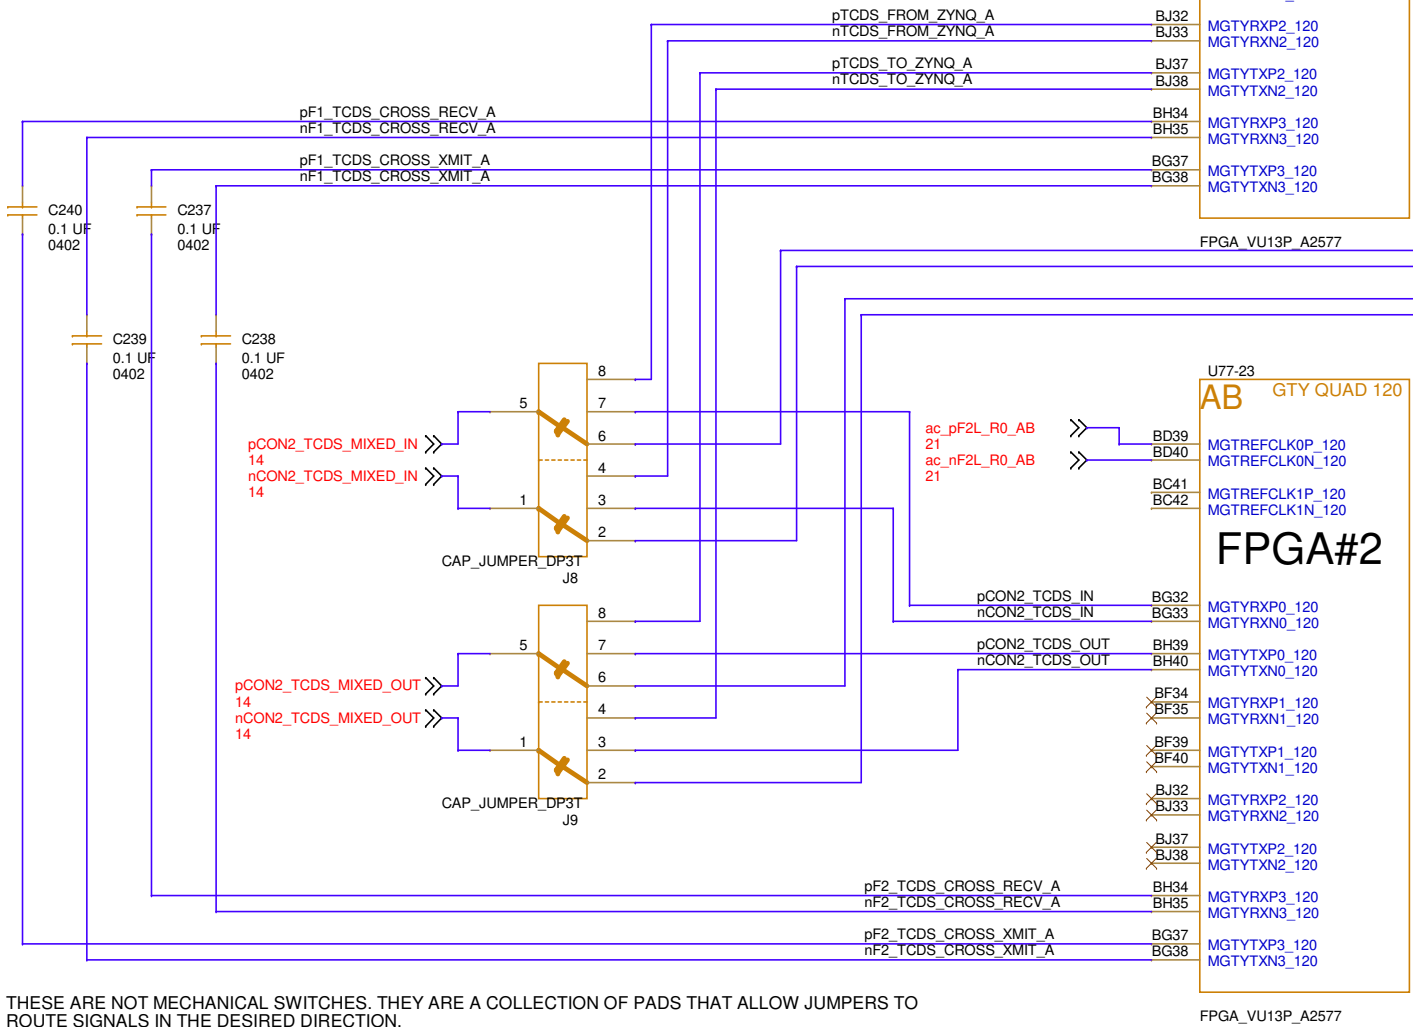 pTCDS_FROM_ZYNQ_A
BJ32
MGTYRXP2_120
nTCDS_FROM_ZYNQ_A
BJ33
MGTYRXN2_120
pTCDS_TO_ZYNQ_A
BJ37
MGTYTXP2_120
nTCDS_TO_ZYNQ_A
BJ38
MGTYTXN2_120
pF1_TCDS_CROSS_RECV_A
BH34
MGTYRXP3_120
nF1_TCDS_CROSS_RECV_A
BH35
MGTYRXN3_120
pF1_TCDS_CROSS_XMIT_A
BG37
MGTYTXP3_120
nF1_TCDS_CROSS_XMIT_A
BG38
MGTYTXN3_120
C240
0.1 UF
0402
C237
0.1 UF
0402
FPGA_VU13P_A2577
C239
0.1 UF
0402
C238
0.1 UF
0402
U77-23
AB
GTY QUAD 120
8
5
7
6
4
1
3
2
pCON2_TCDS_MIXED_IN
14
nCON2_TCDS_MIXED_IN
14
CAP_JUMPER_DP3T
J8
ac_pF2L_R0_AB
21
ac_nF2L_R0_AB
21
BD39
MGTREFCLK0P_120
BD40
MGTREFCLK0N_120
BC41
MGTREFCLK1P_120
BC42
MGTREFCLK1N_120
FPGA#2
pCON2_TCDS_IN
BG32
MGTYRXP0_120
nCON2_TCDS_IN
BG33
MGTYRXN0_120
pCON2_TCDS_OUT
BH39
MGTYTXP0_120
nCON2_TCDS_OUT
BH40
MGTYTXN0_120
8
5
7
6
4
1
3
2
pCON2_TCDS_MIXED_OUT
14
nCON2_TCDS_MIXED_OUT
14
CAP_JUMPER_DP3T
J9
BF34
MGTYRXP1_120
BF35
MGTYRXN1_120
BF39
MGTYTXP1_120
BF40
MGTYTXN1_120
BJ32
MGTYRXP2_120
BJ33
MGTYRXN2_120
BJ37
MGTYTXP2_120
BJ38
MGTYTXN2_120
pF2_TCDS_CROSS_RECV_A
BH34
MGTYRXP3_120
nF2_TCDS_CROSS_RECV_A
BH35
MGTYRXN3_120
pF2_TCDS_CROSS_XMIT_A
BG37
MGTYTXP3_120
nF2_TCDS_CROSS_XMIT_A
BG38
MGTYTXN3_120
THESE ARE NOT MECHANICAL SWITCHES. THEY ARE A COLLECTION OF PADS THAT ALLOW JUMPERS TO
ROUTE SIGNALS IN THE DESIRED DIRECTION.
FPGA_VU13P_A2577